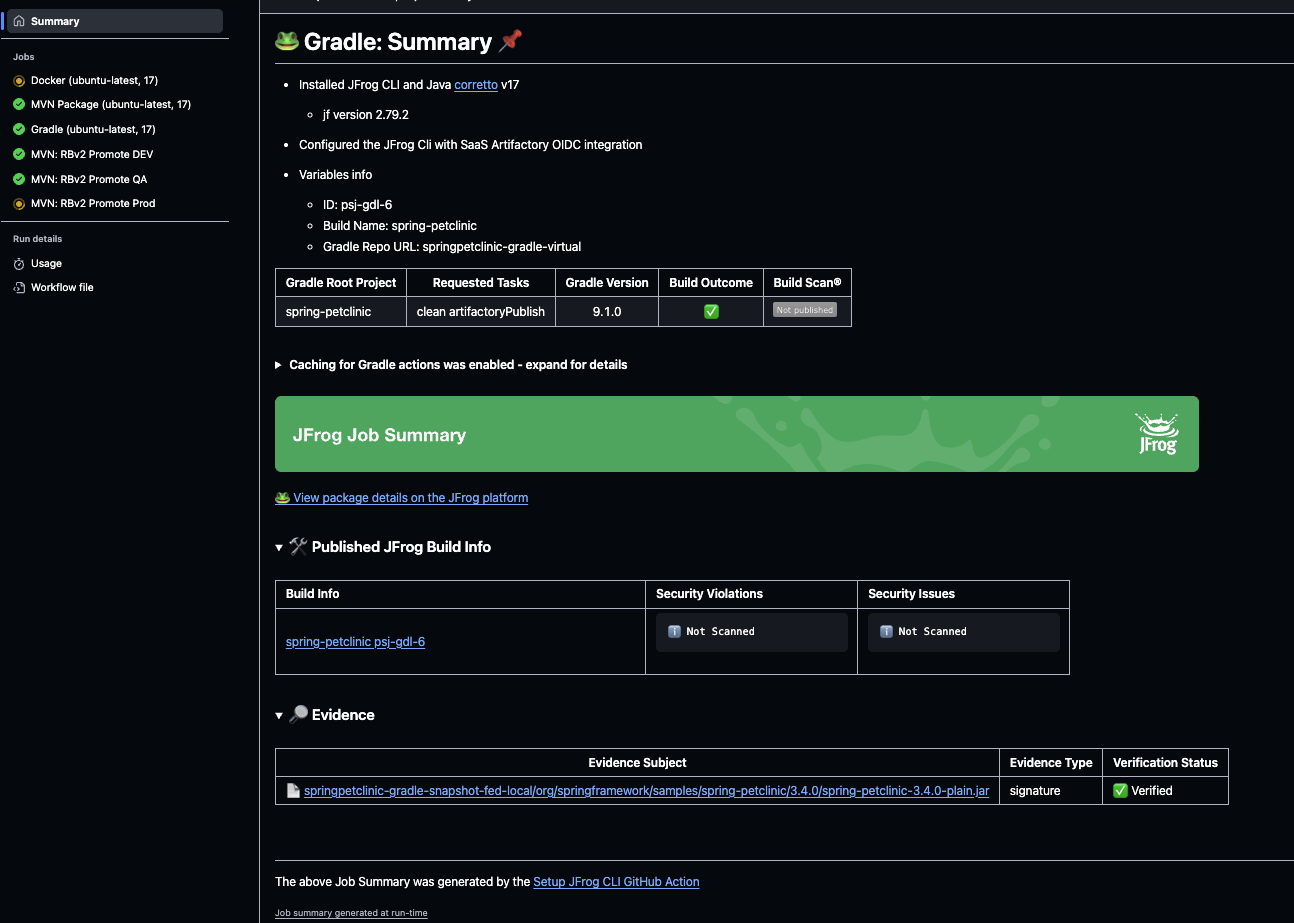 Summary
Jobs
Docker (ubuntu-latest, 17)
MVN Package (ubuntu-latest, 17)
Gradle (ubuntu-latest, 17)
MVN: RBv2 Promote DEV
MVN: RBv2 Promote QA
MVN: RBv2 Promote Prod
Run details
Usage
Workflow file
Gradle: Summary
Installed JFrog CLI and Java corretto v17
jf version 2.79.2
Configured the JFrog Cli with SaaS Artifactory OIDC integration
Variables info
ID: psj-gdl-6
Build Name: spring-petclinic
Gradle Repo URL: springpetclinic-gradle-virtual
Gradle Root Project Requested Tasks Gradle Version Build Outcome Build Scan®
spring-petclinic clean artifactoryPublish 9.1.0 Not published
Caching for Gradle actions was enabled - expand for details
JFrog Job Summary
JFrog
View package details on the JFrog platform
Published JFrog Build Info
Build Info Security Violations Security Issues
spring-petclinic psj-gdl-6 Not Scanned Not Scanned
Evidence
Evidence Subject Evidence Type Verification Status
springpetclinic-gradle-snapshot-fed-local/org/springframework/samples/spring-petclinic/3.4.0/spring-petclinic-3.4.0-plain.jar signature Verified
The above Job Summary was generated by the Setup JFrog CLI GitHub Action
Job summary generated at run-time